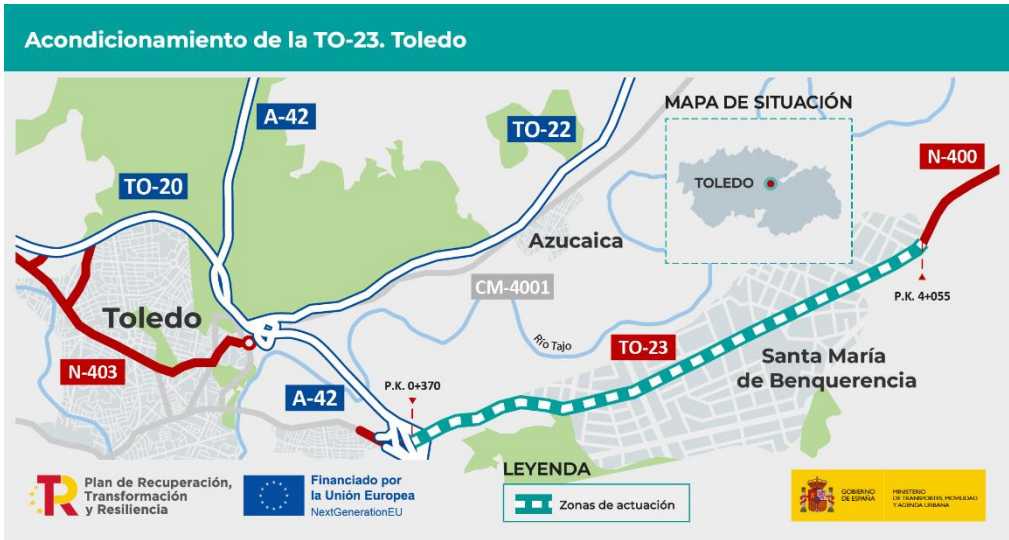 Acondicionamiento de la TO-23. Toledo
A-42
TO-22
MAPA DE SITUACIÓN
N-400
TO-20
TOLEDO
Azucaica
CM-4001
P.K. 4+055
Toledo
Río Tajo
TO-23
Santa María
de Benquerencia
N-403
P.K. 0+370
A-42
LEYENDA
Zonas de actuación
Plan de Recuperación,
Transformación
y Resiliencia
Financiado por
la Unión Europea
NextGenerationEU
GOBIERNO
DE ESPAÑA
MINISTERIO
DE TRANSPORTES, MOVILIDAD
Y AGENDA URBANA